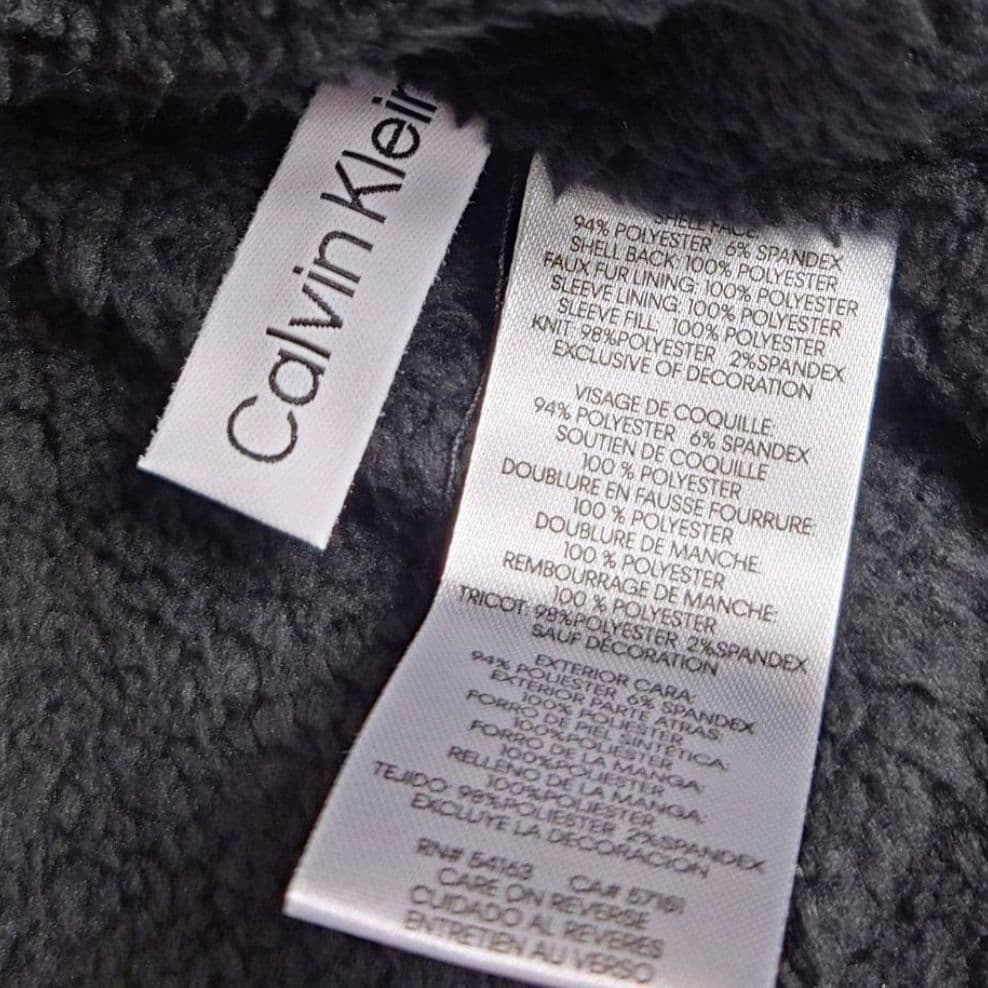 Calvin Klein
SHELL FACE
94% POLYESTER 6% SPANDEX
SHELL BACK: 100% POLYESTER
FAUX FUR LINING: 100% POLYESTER
SLEEVE LINING: 100% POLYESTER
SLEEVE FILL: 100% POLYESTER
KNIT: 98%POLYESTER 2%SPANDEX
EXCLUSIVE OF DECORATION
VISAGE DE COQUILLE:
94% POLYESTER 6% SPANDEX
SOUTIEN DE COQUILLE
100 % POLYESTER
DOUBLURE EN FAUSSE FOURRURE:
100 % POLYESTER
DOUBLURE DE MANCHE:
100 % POLYESTER
REMBOURRAGE DE MANCHE:
100 % POLYESTER
TRICOT: 98%POLYESTER 2%SPANDEX
SAUF DÉCORATION
EXTERIOR CARA:
94% POLIESTER 6% SPANDEX
EXTERIOR PARTE ATRAS:
100% POLIESTER
FORRO DE PIEL SINTÉTICA:
100%POLIESTER
FORRO DE LA MANGA:
100%POLIESTER
RELLENO DE LA MANGA:
100%POLIESTER
TEJIDO: 98%POLIESTER 2%SPANDEX
EXCLUYE LA DECORACIÓN
RN# 54163 CA# 57151
CARE ON REVERSE
CUIDADO AL REVERES
ENTRETIEN AU VERSO